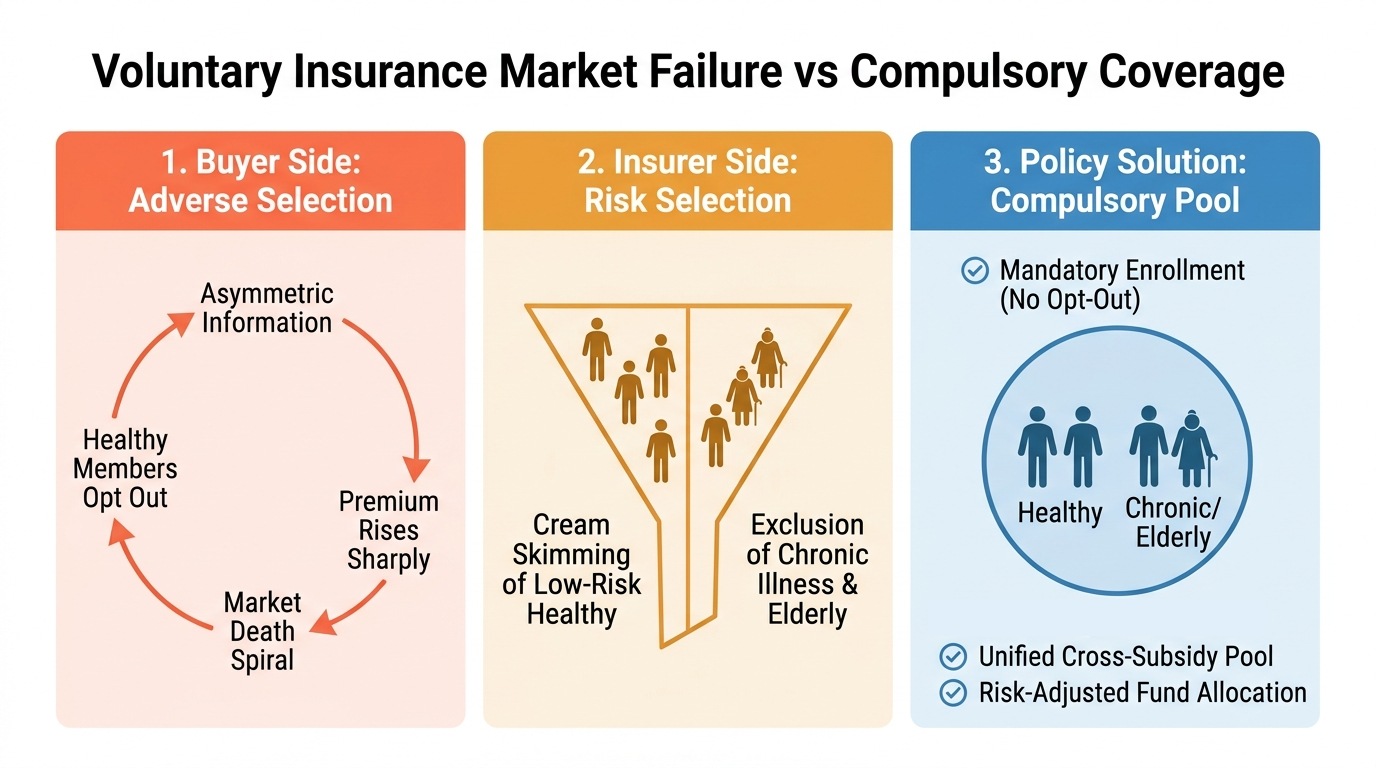 Voluntary Insurance Market Failure vs Compulsory Coverage
1. Buyer Side:
Adverse Selection
Asymmetric
Information
Premium
Rises
Sharply
Market
Death
Spiral
Healthy
Members
Opt Out
2. Insurer Side:
Risk Selection
Cream
Skimming
of Low-Risk
Healthy
Exclusion
of Chronic
Illness &
Elderly
3. Policy Solution:
Compulsory Pool
Mandatory Enrollment
(No Opt-Out)
Healthy
Chronic/
Elderly
Unified Cross-Subsidy Pool
Risk-Adjusted Fund Allocation